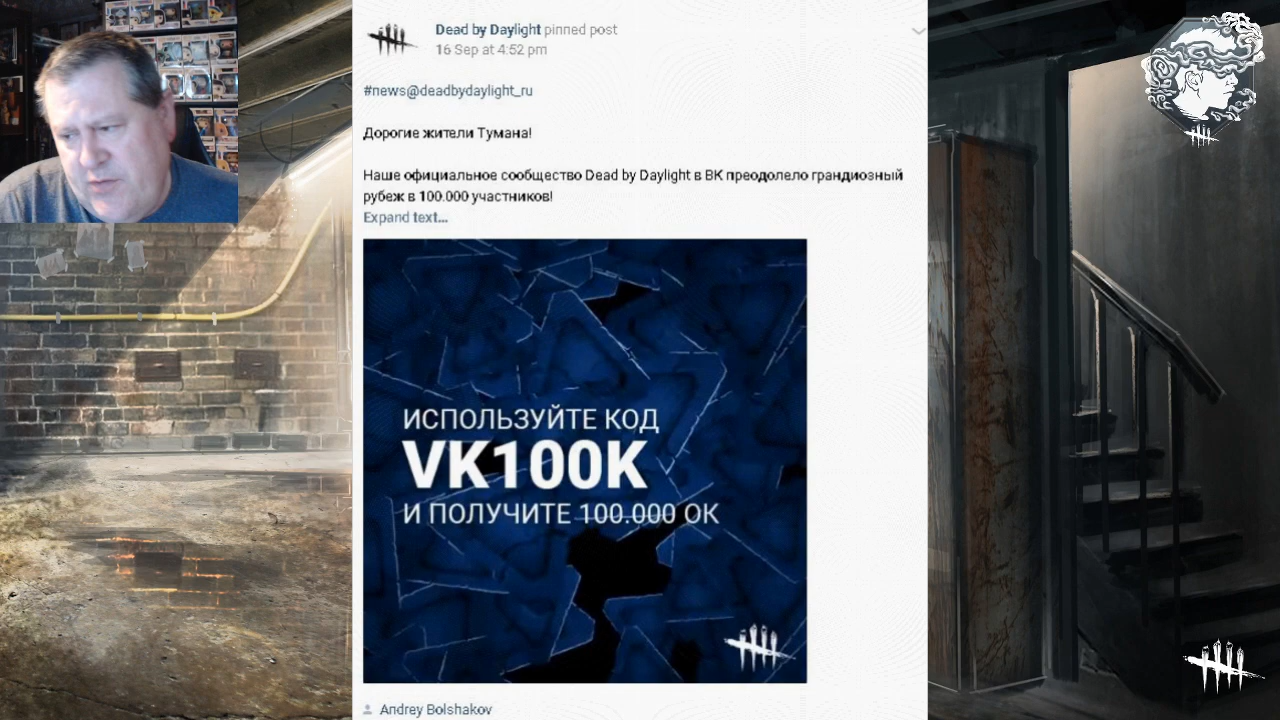 Dead by Daylight pinned post
16 Sep at 4:52 pm
#news@deadbydaylight_ru
Дорогие жители Тумана!
Наше официальное сообщество Dead by Daylight в ВК преодолело грандиозный
рубеж в 100.000 участников!
Expand text...
ИСПОЛЬЗУЙТЕ КОД
VK100K
И ПОЛУЧИТЕ 100.000 ОК
Andrey Bolshakov